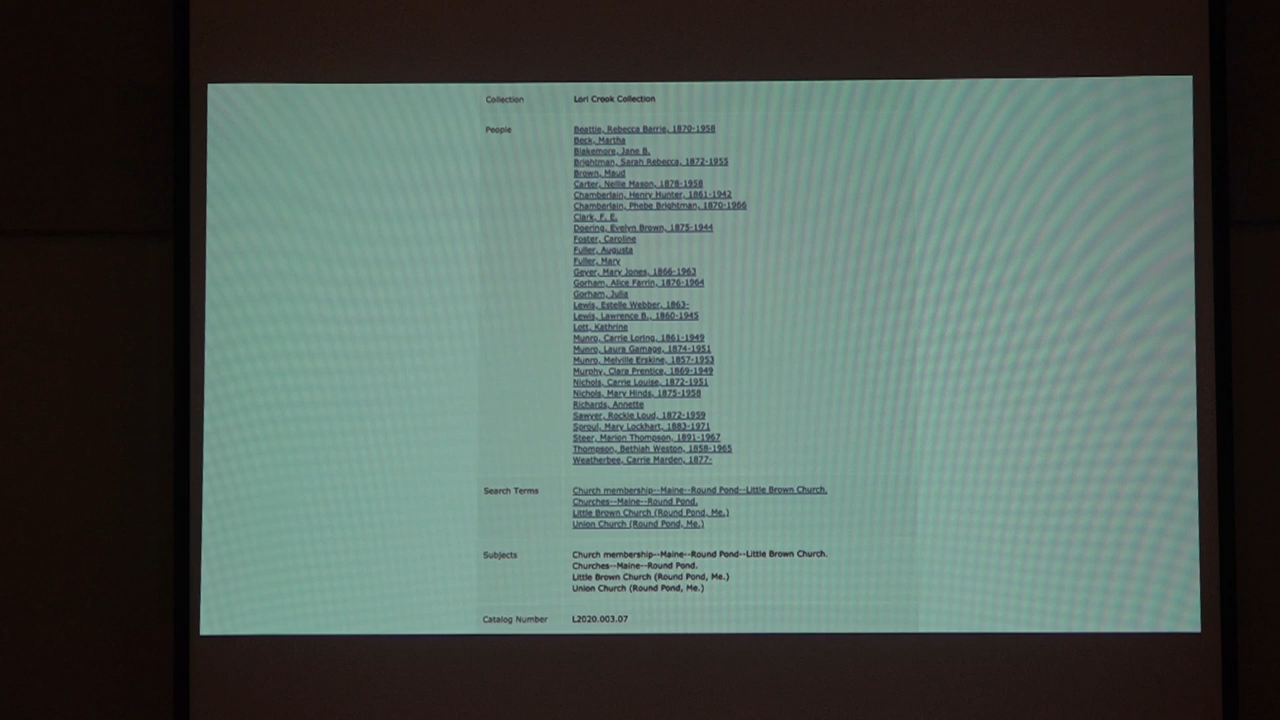 Collection Lori Crook Collection
People Beattie, Rebecca Barrie, 1870-1958
Beck, Martha
Blakemore, Jane B.
Brightman, Sarah Rebecca, 1872-1955
Brown, Maud
Carter, Nellie Mason, 1878-1958
Chamberlain, Henry Hunter, 1861-1942
Chamberlain, Phebe Brightman, 1870-1966
Clark, F. E.
Doering, Evelyn Brown, 1875-1944
Foster, Caroline
Fuller, Augusta
Fuller, Mary
Geyer, Mary Jones, 1866-1963
Gorham, Alice Farrin, 1876-1964
Gorham, Julia
Lewis, Estelle Webber, 1863-
Lewis, Lawrence B., 1860-1945
Lott, Kathrine
Munro, Carrie Loring, 1861-1949
Munro, Laura Gamage, 1874-1951
Munro, Melville Erskine, 1857-1953
Murphy, Clara Prentice, 1869-1949
Nichols, Carrie Louise, 1872-1951
Nichols, Mary Hinds, 1875-1958
Richards, Annette
Sawyer, Rockie Loud, 1872-1959
Sproul, Mary Lockhart, 1883-1971
Steer, Marion Thompson, 1891-1967
Thompson, Bethiah Weston, 1858-1965
Weatherbee, Carrie Marden, 1877-
Search Terms Church membership--Maine--Round Pond--Little Brown Church.
Churches--Maine--Round Pond.
Little Brown Church (Round Pond, Me.)
Union Church (Round Pond, Me.)
Subjects Church membership--Maine--Round Pond--Little Brown Church.
Churches--Maine--Round Pond.
Little Brown Church (Round Pond, Me.)
Union Church (Round Pond, Me.)
Catalog Number L2020.003.07